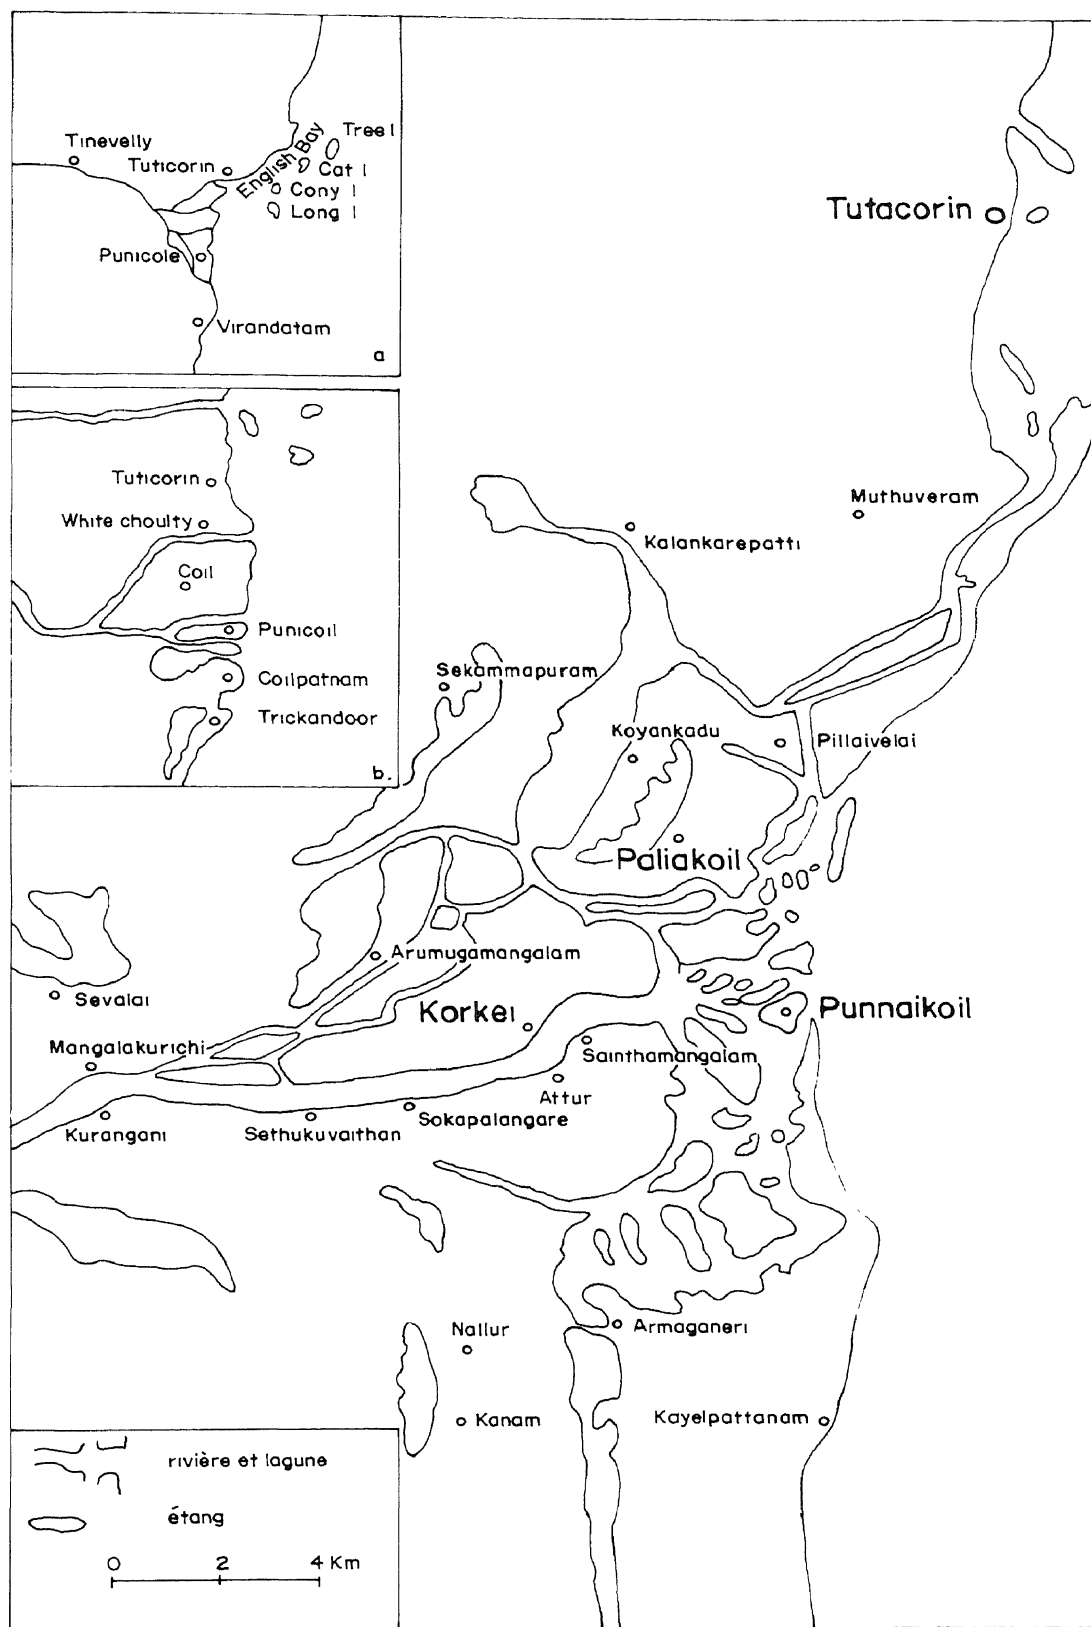 Tree I
Tinevelly
Tuticorin
English Bay
Cat I
Cony I
Long I
Punicole
Virandatam
a
Tuticorin
White choulty
Coil
Punicoil
Coilpatnam
Trickandoor
b.
Tutacorin
Muthuveram
Kalankarepatti
Sekammapuram
Koyankadu
Pillaivelai
Paliakoil
Arumugamangalam
Sevalai
Korkei
Punnaikoil
Mangalakurichi
Sainthamangalam
Attur
Kurangani
Sethukuvaithan
Sokapalangare
Nallur
Armaganeri
Kanam
Kayelpattanam
rivière et lagune
étang
0 2 4 Km